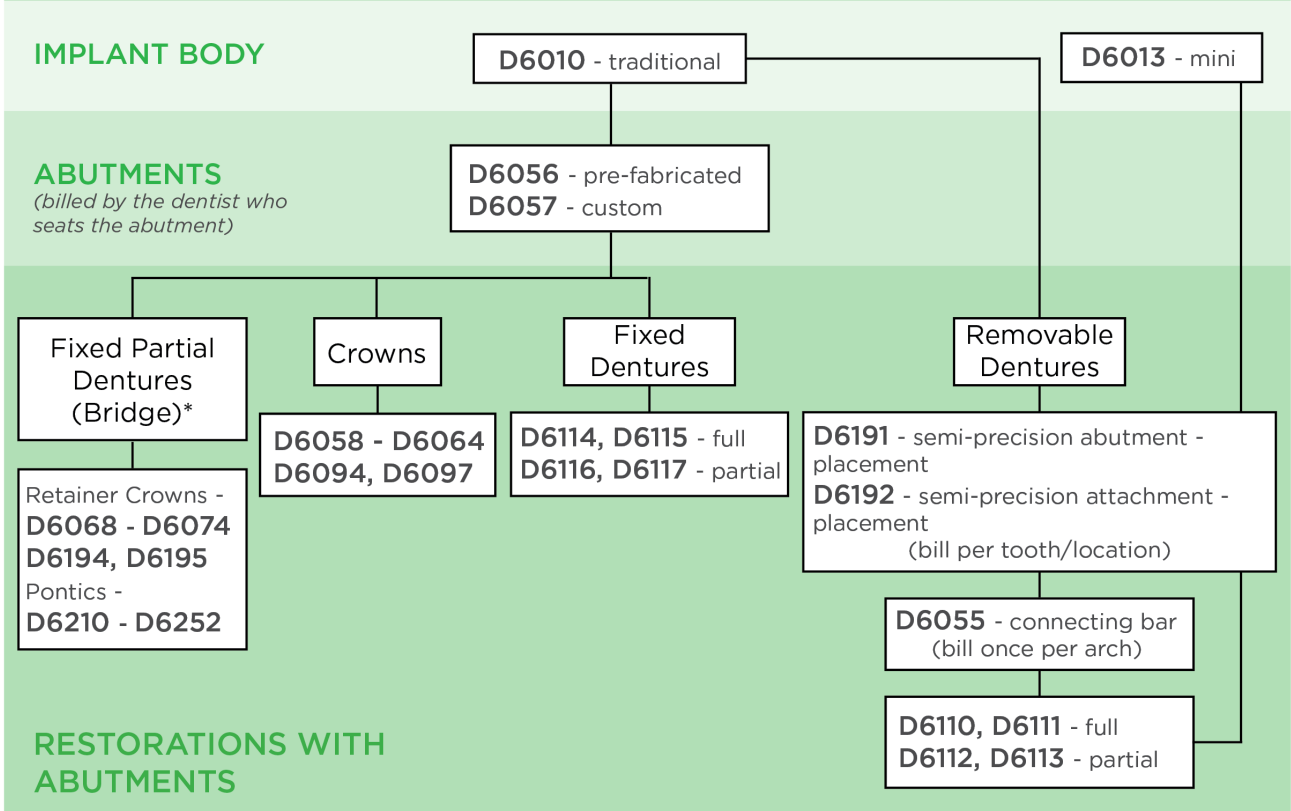 IMPLANT BODY
D6010 - traditional
D6013 - mini
ABUTMENTS
(billed by the dentist who
seats the abutment)
D6056 - pre-fabricated
D6057 - custom
Fixed Partial
Dentures
(Bridge)*
Crowns
Fixed
Dentures
Removable
Dentures
Retainer Crowns -
D6068 - D6074
D6194, D6195
Pontics -
D6210 - D6252
D6058 - D6064
D6094, D6097
D6114, D6115 - full
D6116, D6117 - partial
D6191 - semi-precision abutment -
placement
D6192 - semi-precision attachment -
placement
(bill per tooth/location)
D6055 - connecting bar
(bill once per arch)
D6110, D6111 - full
D6112, D6113 - partial
RESTORATIONS WITH
ABUTMENTS